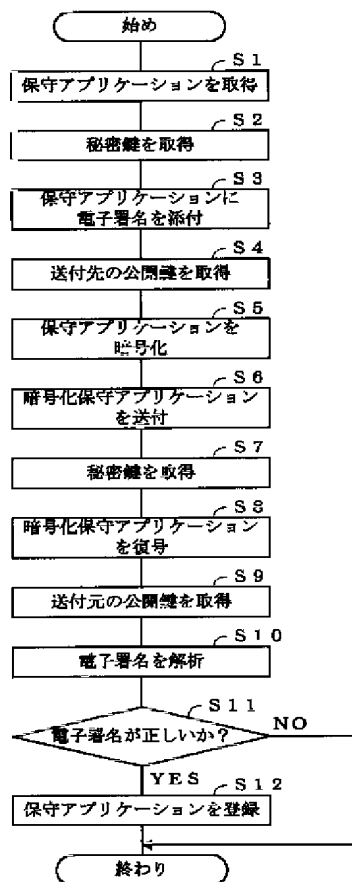 始め
S1
保守アプリケーションを取得
S2
秘密鍵を取得
S3
保守アプリケーションに
電子署名を添付
S4
送付先の公開鍵を取得
S5
保守アプリケーションを
暗号化
S6
暗号化保守アプリケーション
を送付
S7
秘密鍵を取得
S8
暗号化保守アプリケーション
を復号
S9
送付元の公開鍵を取得
S10
電子署名を解析
S11
電子署名が正しいか?
NO
YES
S12
保守アプリケーションを登録
終わり